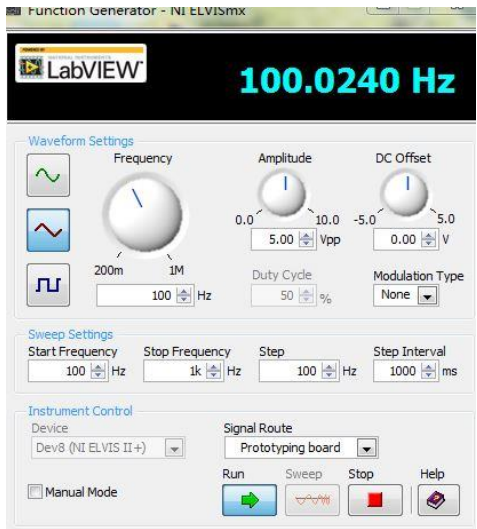 Function Generator - NI ELVISmx
LabVIEW
100.0240 Hz
Waveform Settings
Frequency
Amplitude
DC Offset
0.0
10.0
-5.0
5.0
5.00 Vpp
0.00 V
200m
1M
Duty Cycle
Modulation Type
100 Hz
50 %
None
Sweep Settings
Start Frequency
Stop Frequency
Step
Step Interval
100 Hz
1k Hz
100 Hz
1000 ms
Instrument Control
Device
Signal Route
Dev8 (NI ELVIS II+)
Prototyping board
Run
Sweep
Stop
Help
Manual Mode